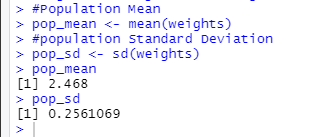 > #Population Mean
> pop_mean <- mean(weights)
> #population Standard Deviation
> pop_sd <- sd(weights)
> pop_mean
[1] 2.468
> pop_sd
[1] 0.2561069
>